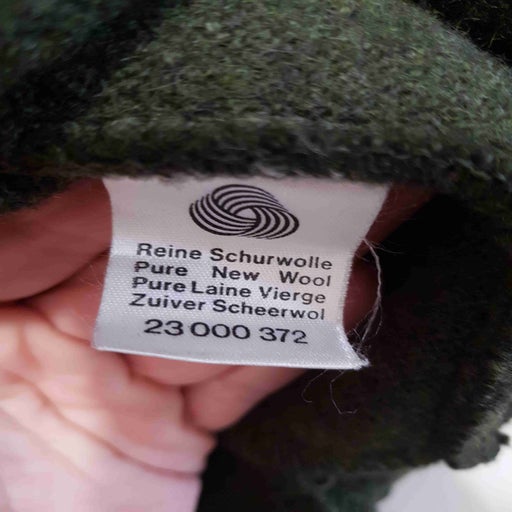 Reine Schurwolle
Pure New Wool
Pure Laine Vierge
Zuiver Scheerwol
23 000 372